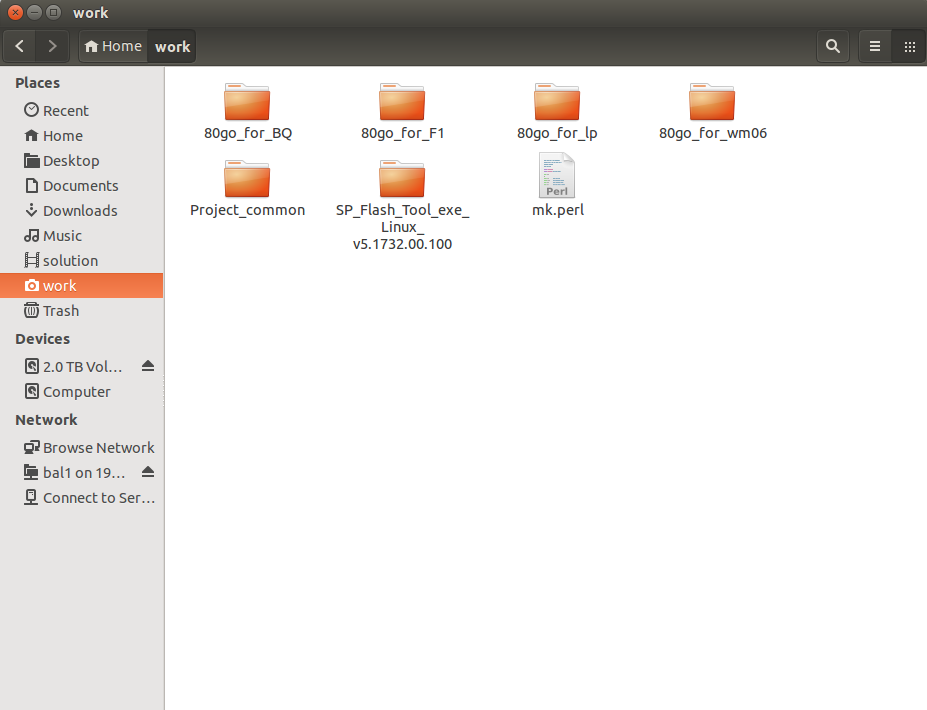 work
Home
work
Places
Recent
Home
Desktop
Documents
Downloads
Music
solution
work
Trash
Devices
2.0 TB Vol...
Computer
Network
Browse Network
bal1 on 19...
Connect to Ser...
80go_for_BQ
80go_for_F1
80go_for_lp
80go_for_wm06
Project_common
SP_Flash_Tool_exe_
Linux_
v5.1732.00.100
Perl
mk.perl